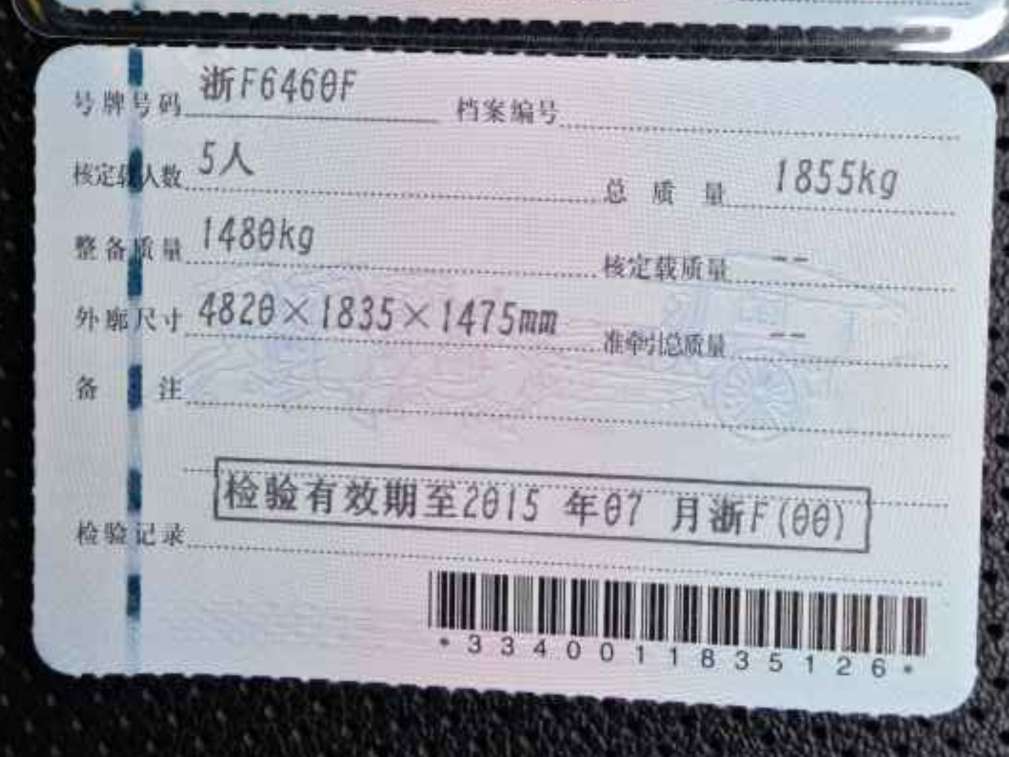 号牌号码 浙F6460F 档案编号
核定载人数 5人 总质量 1855kg
整备质量 1480kg 核定载质量 --
外廓尺寸 4820×1835×1475mm 准牵引总质量 --
备注
检验有效期至2015 年07 月浙F(00)
检验记录
*3340011835126*